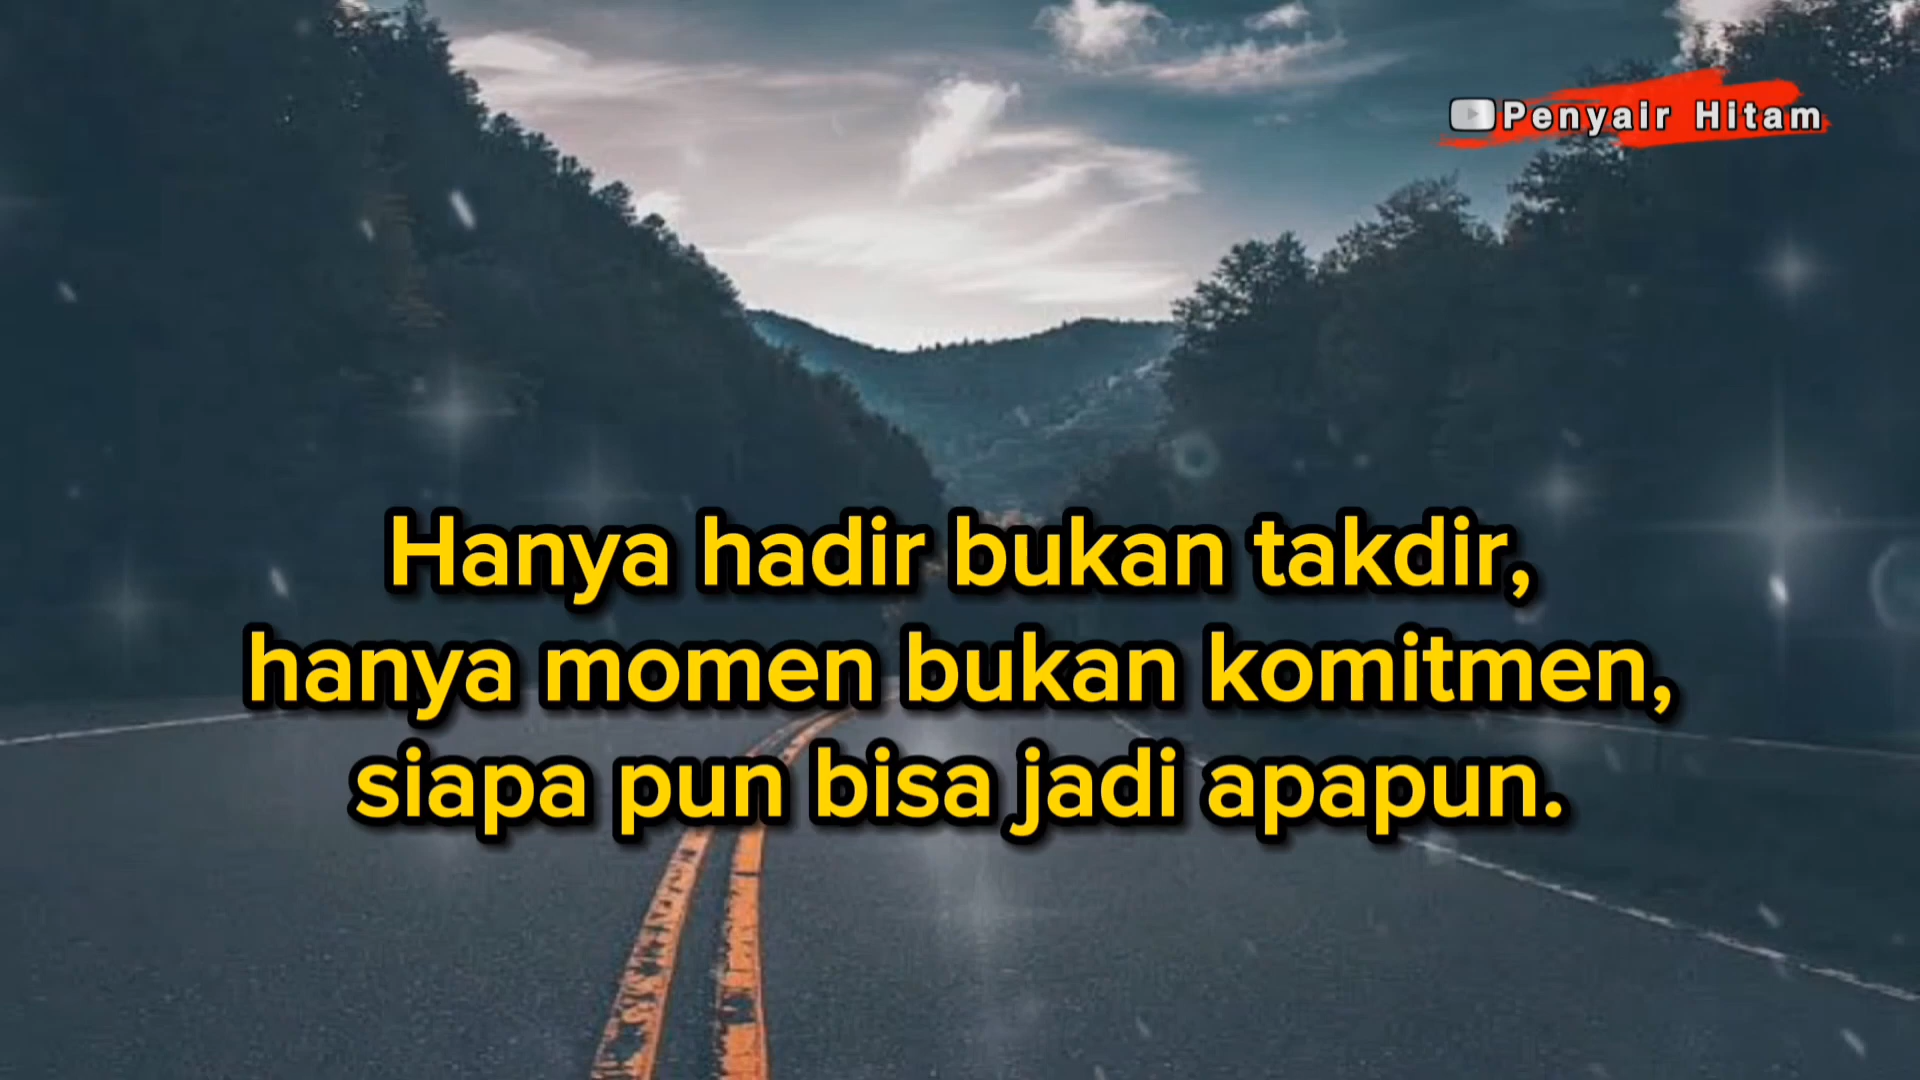 Penyair Hitam
Hanya hadir bukan takdir,
hanya momen bukan komitmen,
siapa pun bisa jadi apapun.